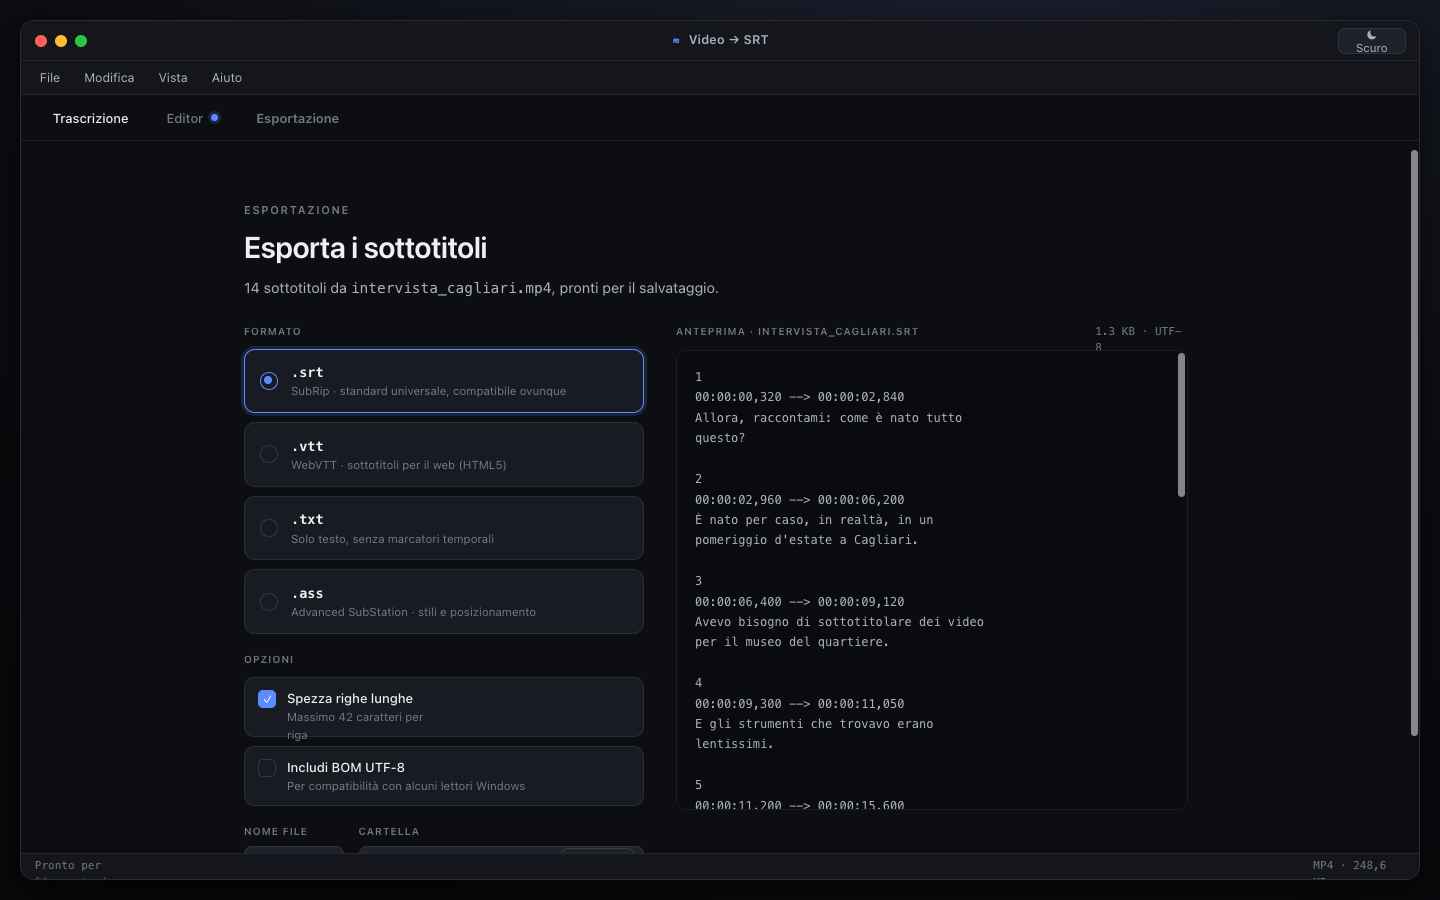 Video → SRT
Scuro
File Modifica Vista Aiuto
Trascrizione Editor Esportazione
ESPORTAZIONE
Esporta i sottotitoli
14 sottotitoli da intervista_cagliari.mp4, pronti per il salvataggio.
FORMATO
.srt
SubRip · standard universale, compatibile ovunque
.vtt
WebVTT · sottotitoli per il web (HTML5)
.txt
Solo testo, senza marcatori temporali
.ass
Advanced SubStation · stili e posizionamento
OPZIONI
Spezza righe lunghe
Massimo 42 caratteri per
riga
Includi BOM UTF-8
Per compatibilità con alcuni lettori Windows
NOME FILE CARTELLA
ANTEPRIMA · INTERVISTA_CAGLIARI.SRT
1.3 KB · UTF-
8
1
00:00:00,320 --> 00:00:02,840
Allora, raccontami: come è nato tutto
questo?
2
00:00:02,960 --> 00:00:06,200
È nato per caso, in realtà, in un
pomeriggio d'estate a Cagliari.
3
00:00:06,400 --> 00:00:09,120
Avevo bisogno di sottotitolare dei video
per il museo del quartiere.
4
00:00:09,300 --> 00:00:11,050
E gli strumenti che trovavo erano
lentissimi.
5
00:00:11,200 --> 00:00:15,600
Pronto per
MP4 · 248,6